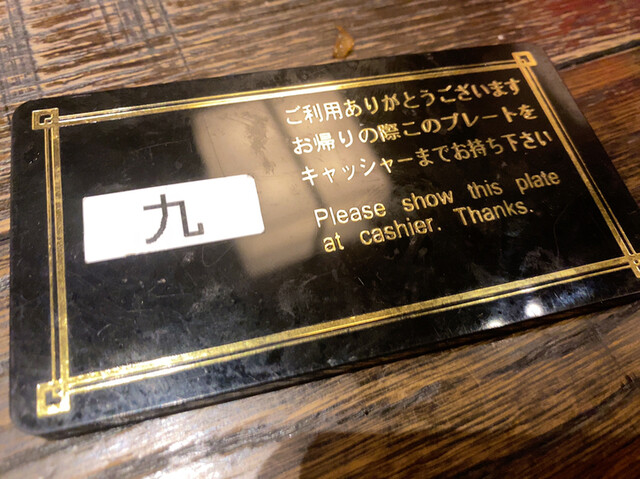 ご利用ありがとうございます
お帰りの際このプレートを
キャッシャーまでお持ち下さい
九
Please show this plate
at cashier. Thanks.